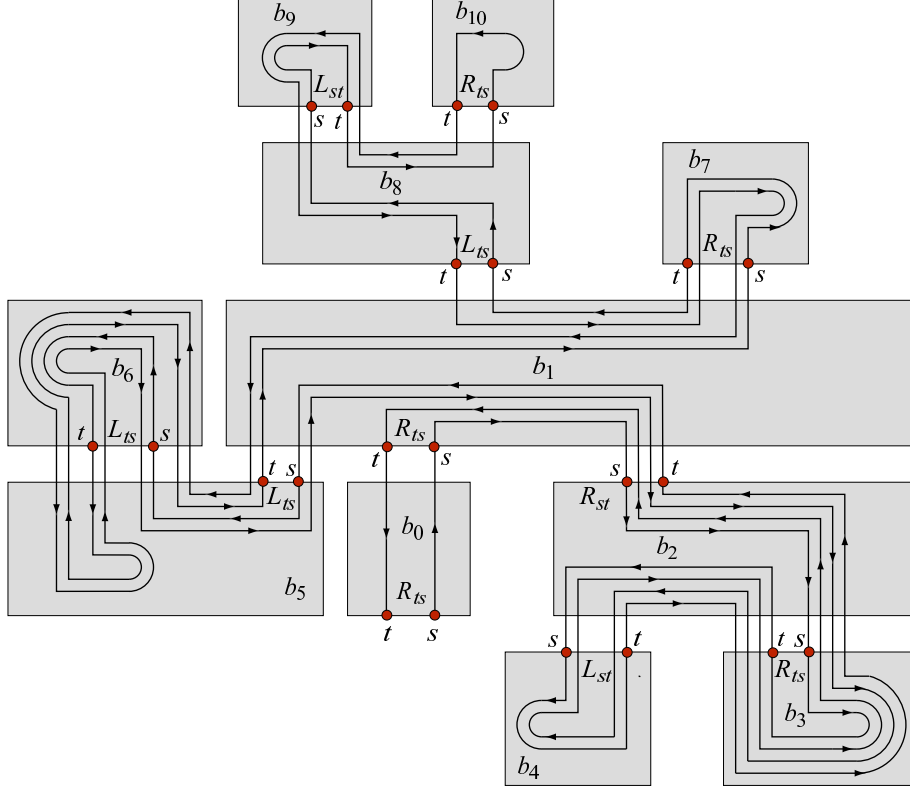 b9 b10
Lst Rts
s t t s
b7
b8
Lts Rts
t s t s
b1
b6
t Lts s Rts
t s t s s t
Lts Rst
b0 b2
b5 Rts
t s s t t s
Lst Rts
b3
b4